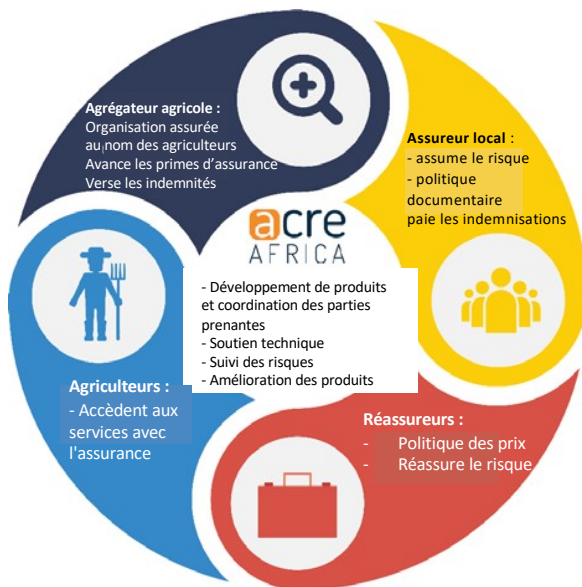 Agrégateur agricole :
Organisation assurée
au nom des agriculteurs
Avance les primes d'assurance
Verse les indemnités
Assureur local :
- assume le risque
- politique
documentaire
paie les indemnisations
acre
AFRICA
- Développement de produits
et coordination des parties
prenantes
- Soutien technique
- Suivi des risques
- Amélioration des produits
Agriculteurs :
- Accèdent aux
services avec
l'assurance
Réassureurs :
- Politique des prix
- Réassure le risque